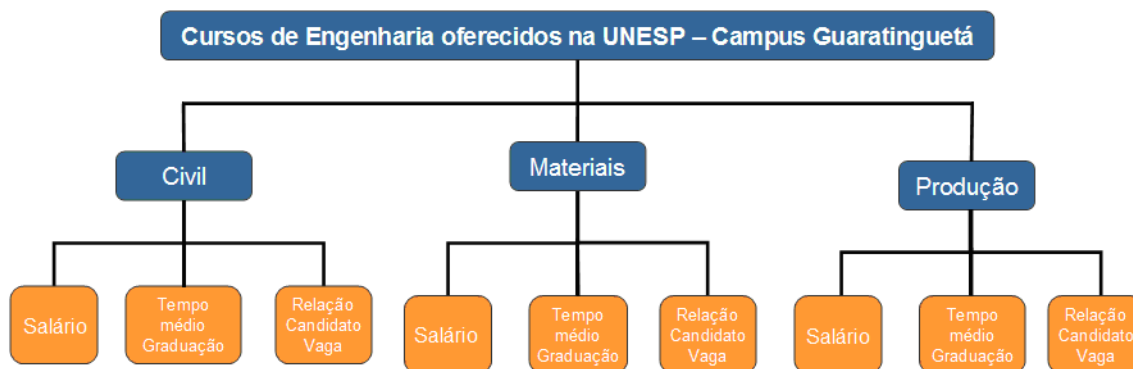 Cursos de Engenharia oferecidos na UNESP – Campus Guaratinguetá
Civil
Materiais
Produção
Salário
Tempo
médio
Graduação
Relação
Candidato
Vaga
Salário
Tempo
médio
Graduação
Relação
Candidato
Vaga
Salário
Tempo
médio
Graduação
Relação
Candidato
Vaga